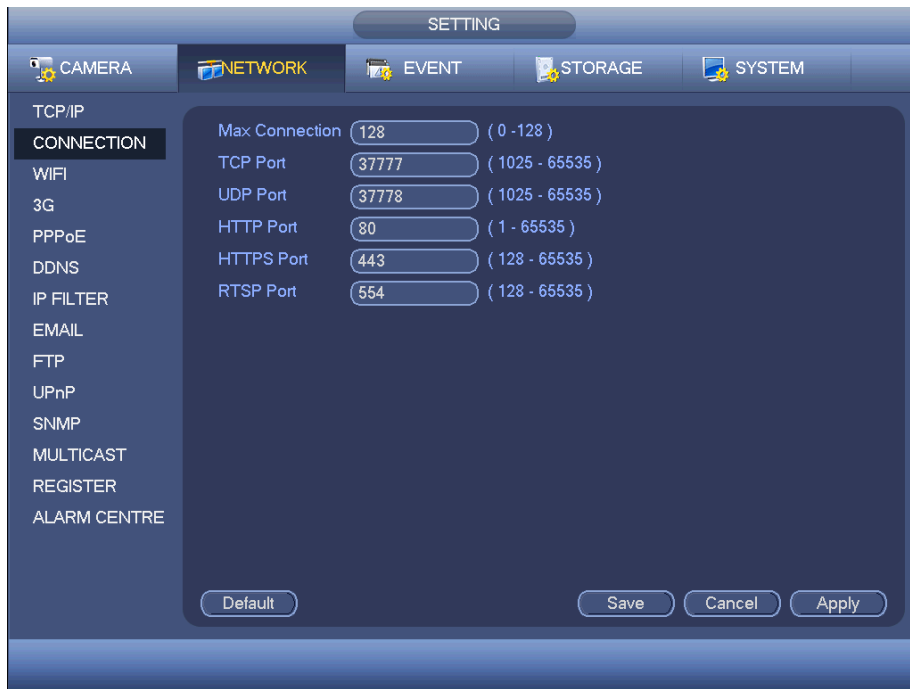 SETTING
CAMERA NETWORK EVENT STORAGE SYSTEM
TCP/IP
CONNECTION
WIFI
3G
PPPoE
DDNS
IP FILTER
EMAIL
FTP
UPnP
SNMP
MULTICAST
REGISTER
ALARM CENTRE
Max Connection 128 ( 0 -128 )
TCP Port 37777 ( 1025 - 65535 )
UDP Port 37778 ( 1025 - 65535 )
HTTP Port 80 ( 1 - 65535 )
HTTPS Port 443 ( 128 - 65535 )
RTSP Port 554 ( 128 - 65535 )
Default Save Cancel Apply